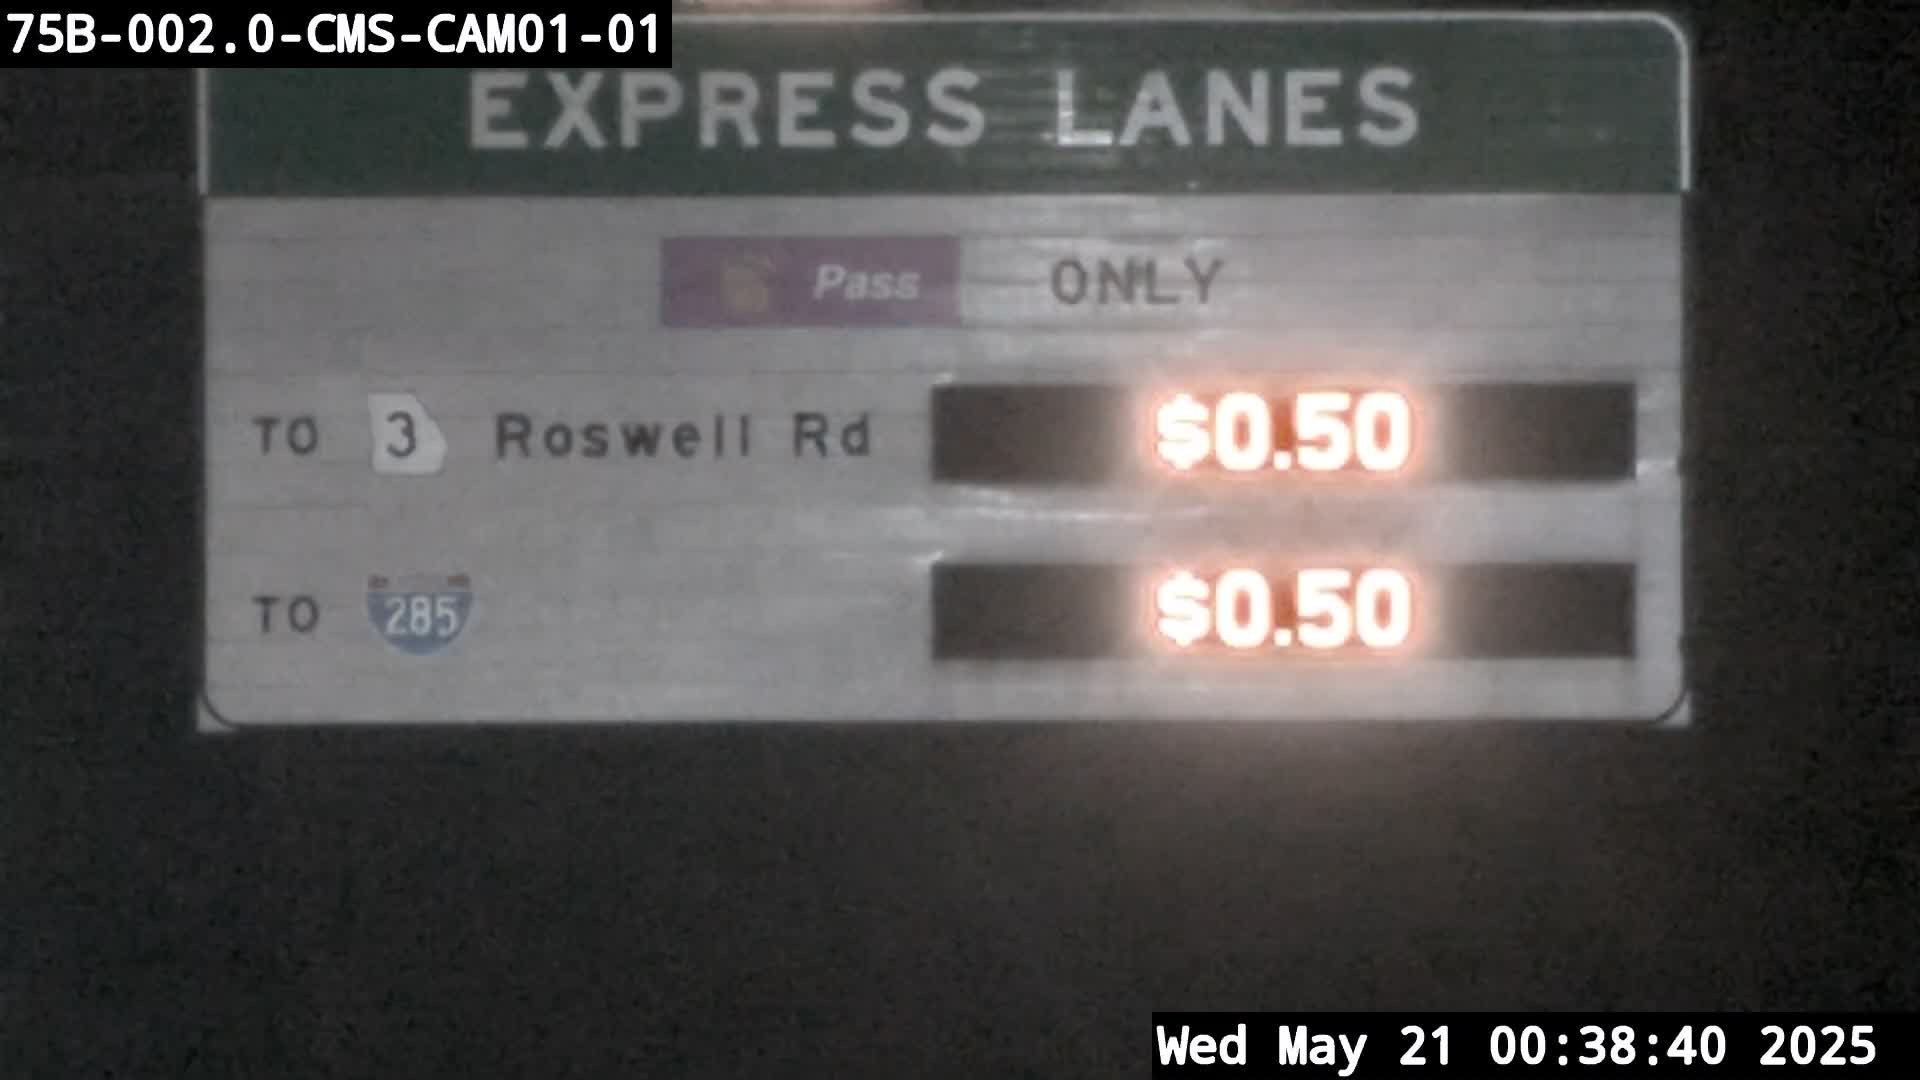 75B-002.0-CMS-CAM01-01
EXPRESS LANES
Pass ONLY
TO 3 Roswell Rd $0.50
TO 285 $0.50
Wed May 21 00:38:40 2025